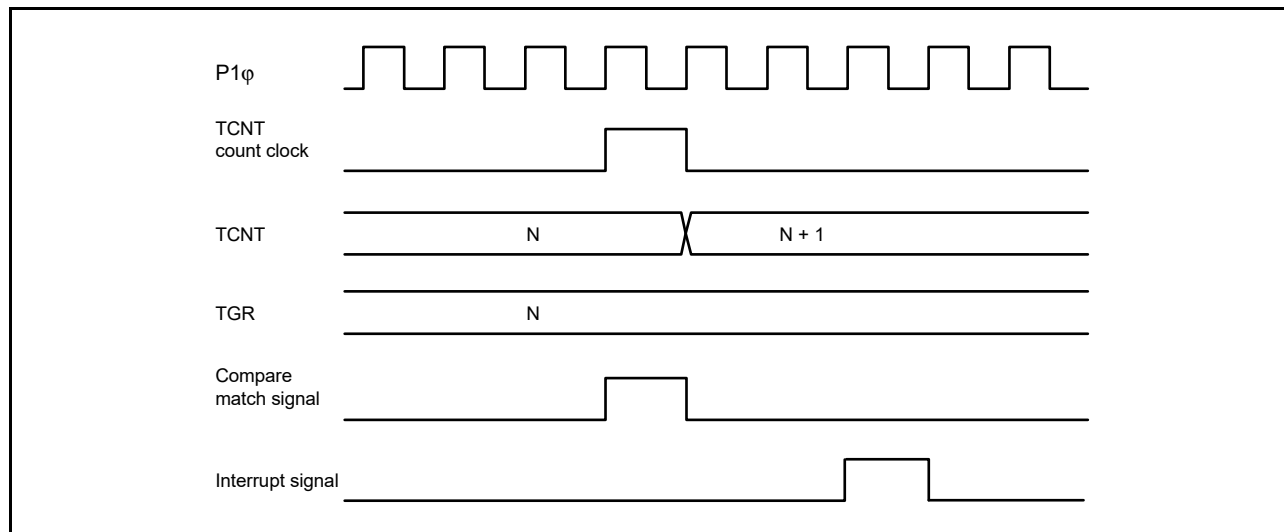 P1φ
TCNT
count clock
TCNT
N
N + 1
TGR
N
Compare
match signal
Interrupt signal